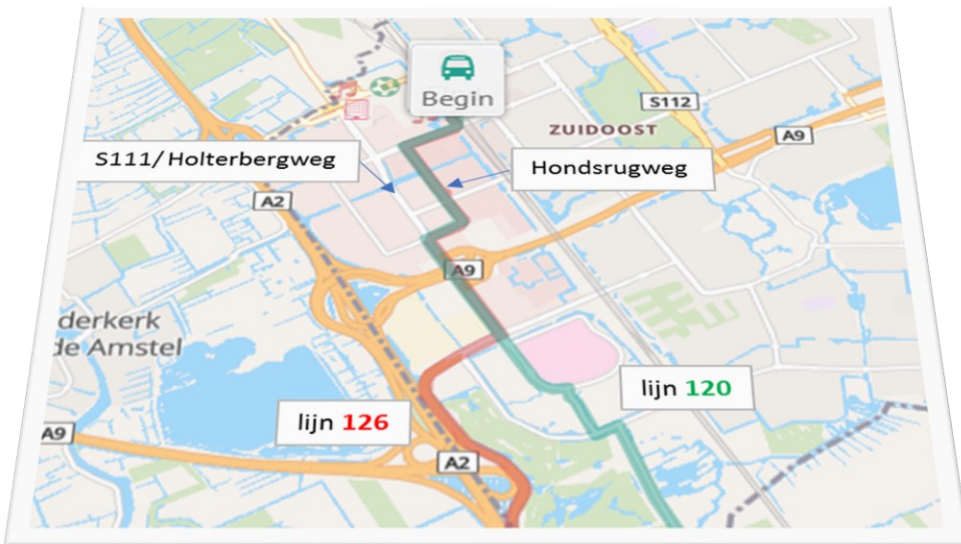 Begin
S112
ZUIDOOST
A9
S111/Holterbergweg
Hondsrugweg
A2
A9
derkerk
de Amstel
lijn 120
lijn 126
A9
A2